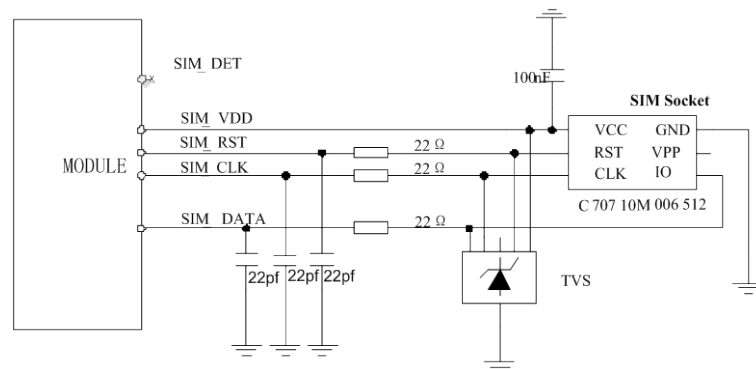 SIM_DET
100nF
SIM Socket
SIM_VDD
VCC GND
SIM_RST
22 Ω
RST VPP
MODULE
SIM_CLK
22 Ω
CLK IO
C 707 10M 006 512
SIM_DATA
22 Ω
22pf 22pf 22pf
TVS